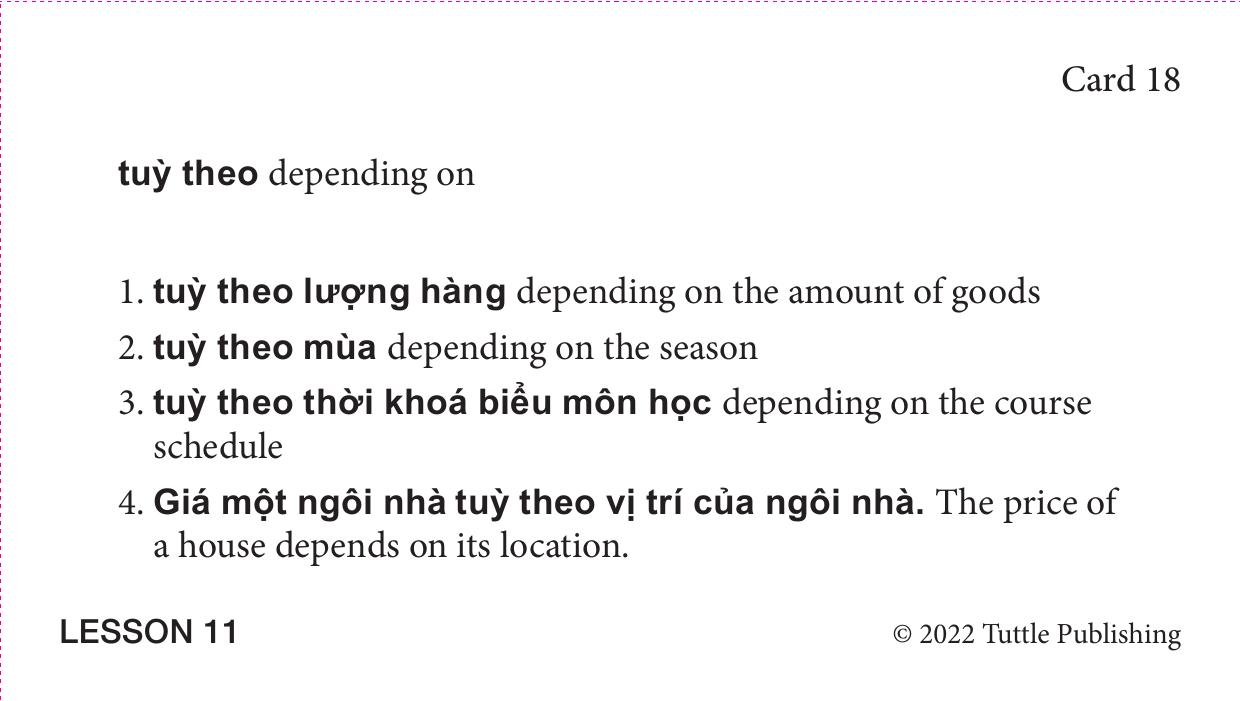 Card 18
tuỳ theo depending on
1. tuỳ theo lượng hàng depending on the amount of goods
2. tuỳ theo mùa depending on the season
3. tuỳ theo thời khoá biểu môn học depending on the course
schedule
4. Giá một ngôi nhà tuỳ theo vị trí của ngôi nhà. The price of
a house depends on its location.
LESSON 11
© 2022 Tuttle Publishing